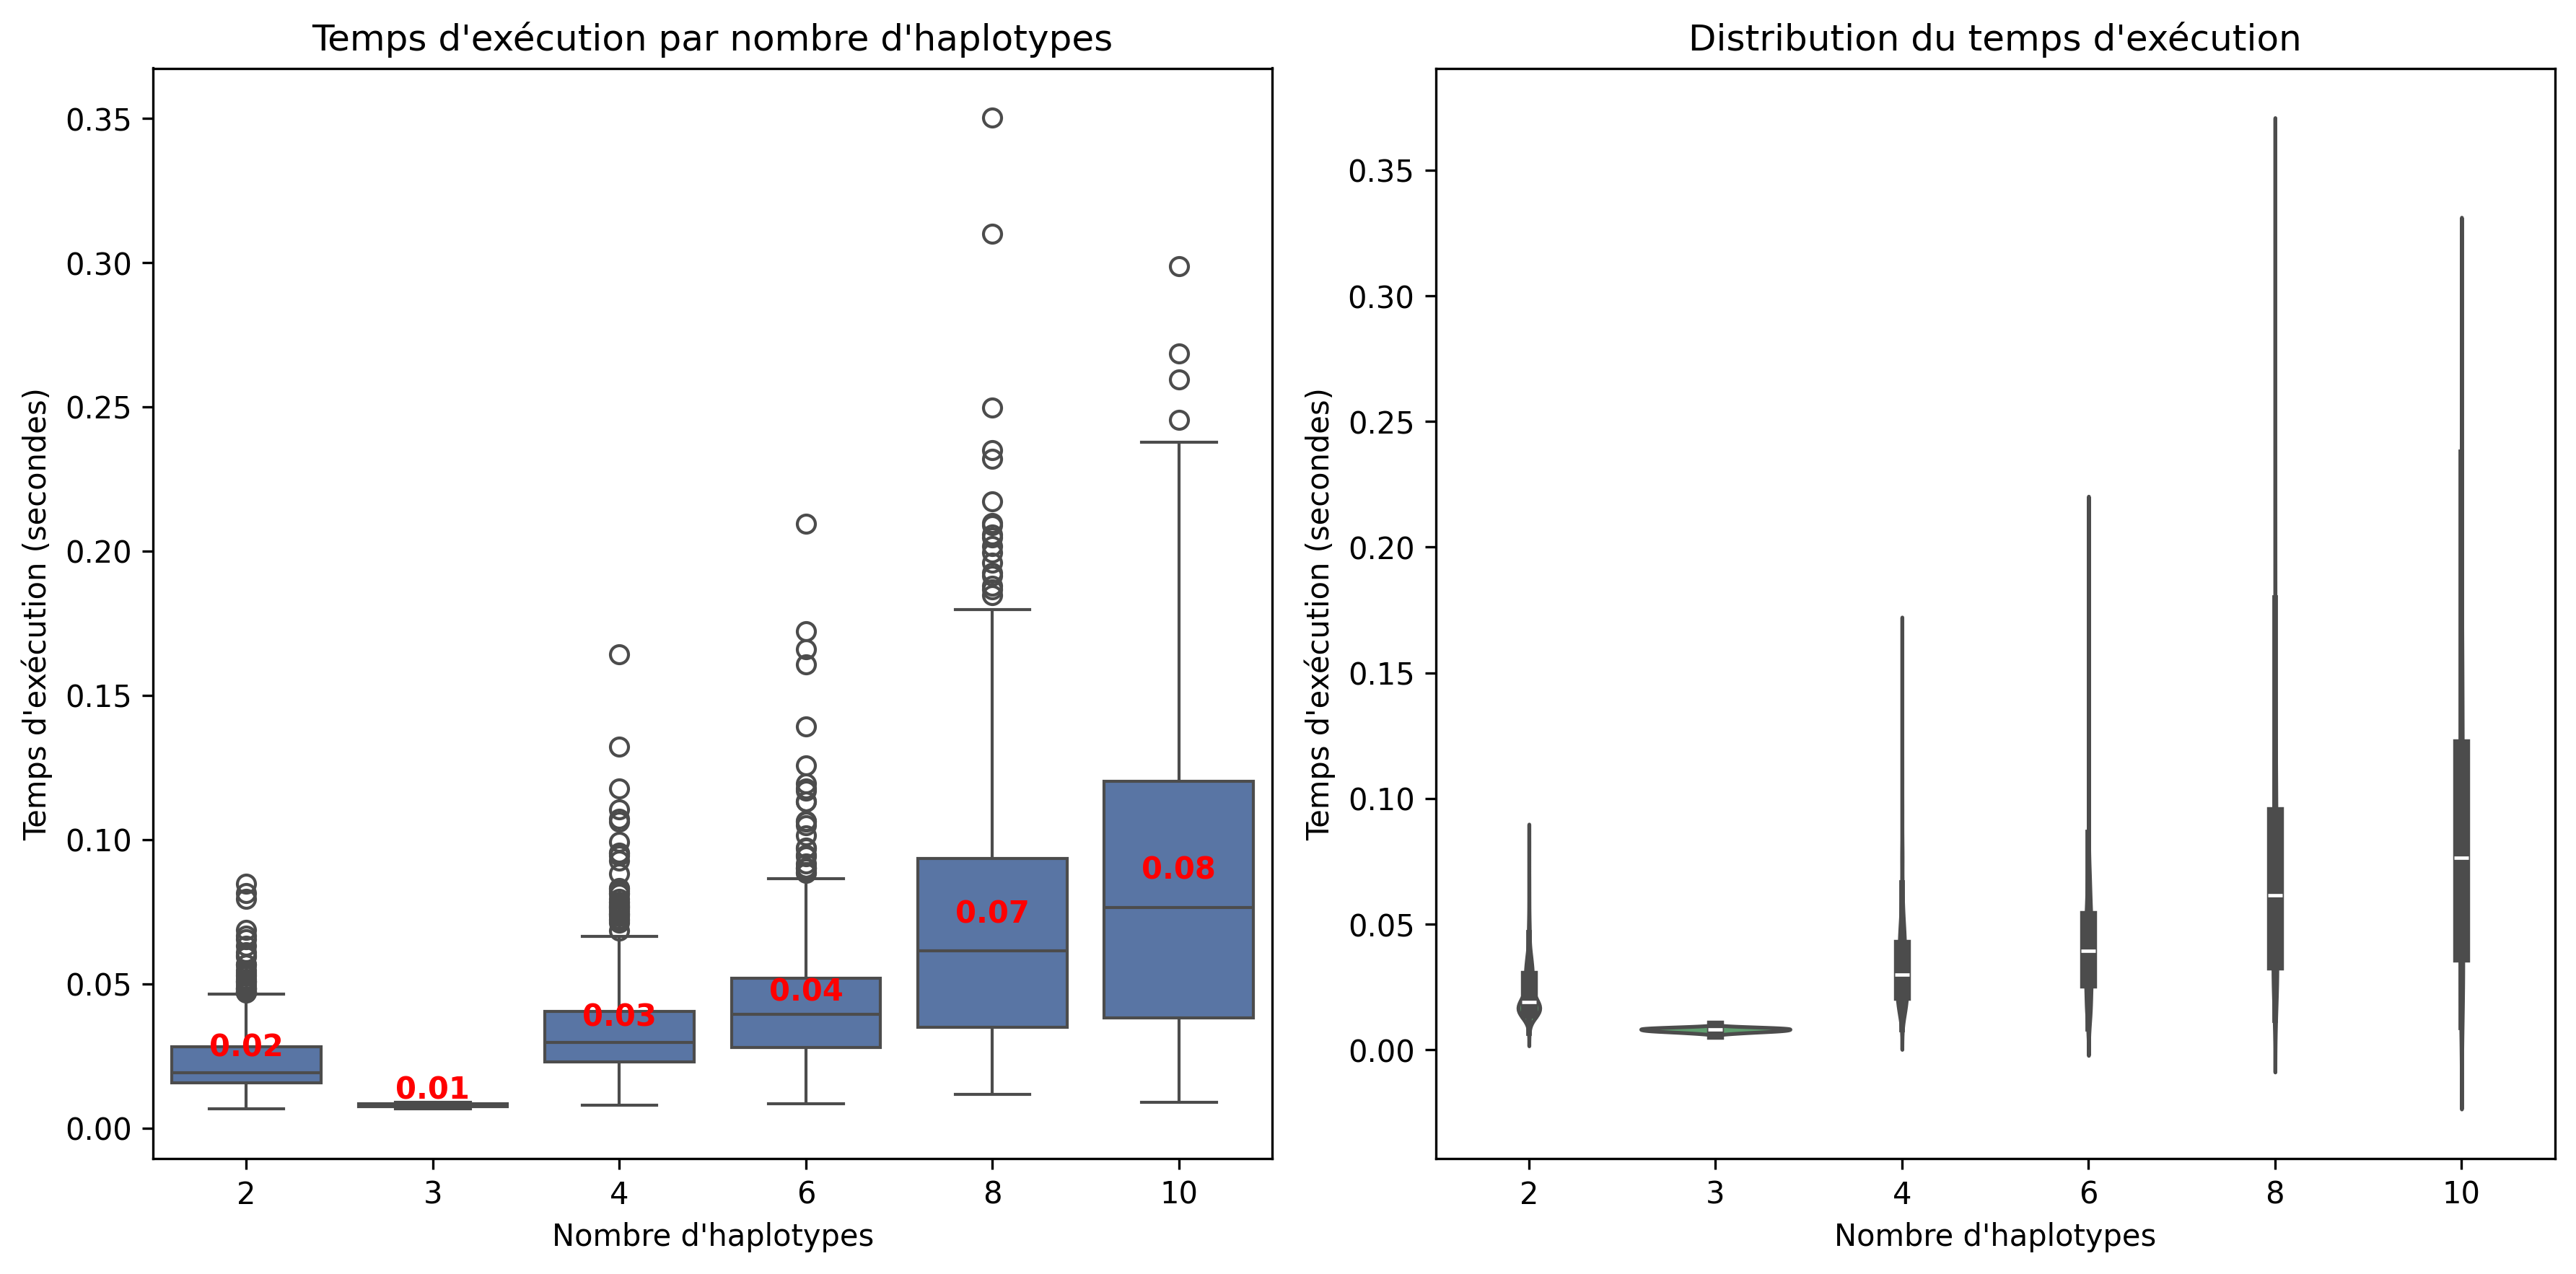 Temps d'exécution par nombre d'haplotypes
Temps d'exécution (secondes)
0.35
0.30
0.25
0.20
0.15
0.10
0.05
0.00
0.02
0.01
0.03
0.04
0.07
0.08
2 3 4 6 8 10
Nombre d'haplotypes
Distribution du temps d'exécution
Temps d'exécution (secondes)
0.35
0.30
0.25
0.20
0.15
0.10
0.05
0.00
2 3 4 6 8 10
Nombre d'haplotypes